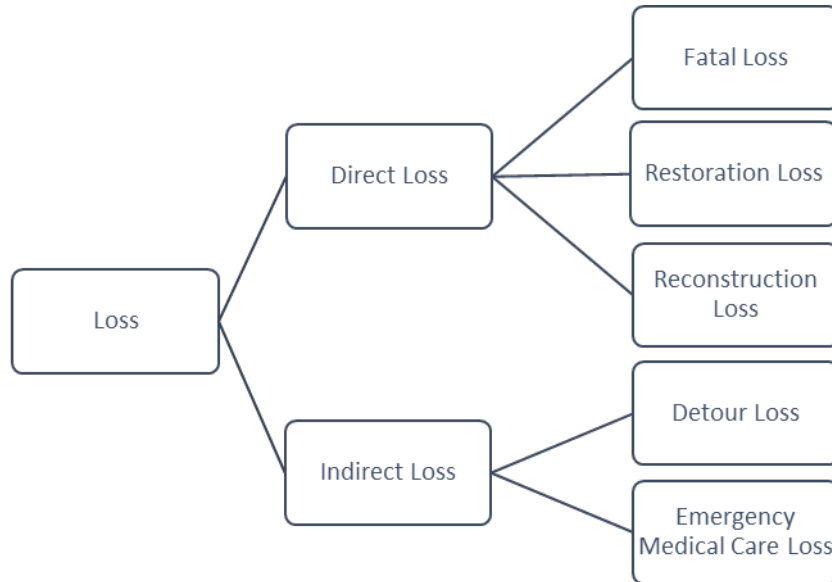 Fatal Loss
Direct Loss
Restoration Loss
Reconstruction
Loss
Loss
Detour Loss
Indirect Loss
Emergency
Medical Care Loss